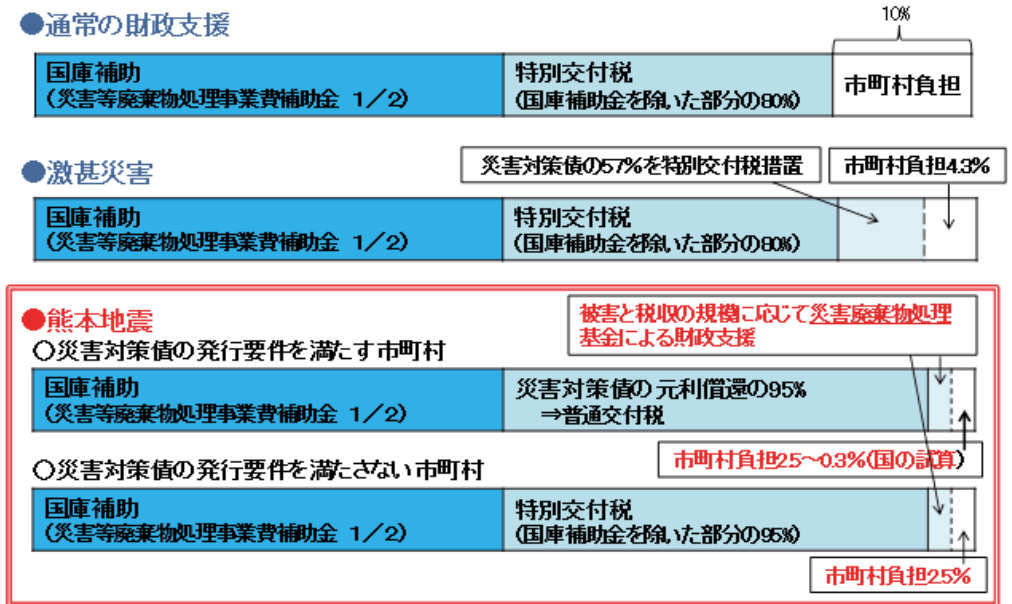 ●通常の財政支援
10%
国庫補助
(災害等廃棄物処理事業費補助金 1/2)
特別交付税
(国庫補助金を除いた部分の80%)
市町村負担
●激甚災害
災害対策債の57%を特別交付税措置
市町村負担4.3%
国庫補助
(災害等廃棄物処理事業費補助金 1/2)
特別交付税
(国庫補助金を除いた部分の80%)
●熊本地震
被害と税収の規模に応じて災害廃棄物処理
基金による財政支援
○災害対策債の発行要件を満たす市町村
国庫補助
(災害等廃棄物処理事業費補助金 1/2)
災害対策債の元利償還の95%
⇒普通交付税
市町村負担2.5~0.3%(国の試算)
○災害対策債の発行要件を満たさない市町村
国庫補助
(災害等廃棄物処理事業費補助金 1/2)
特別交付税
(国庫補助金を除いた部分の95%)
市町村負担2.5%